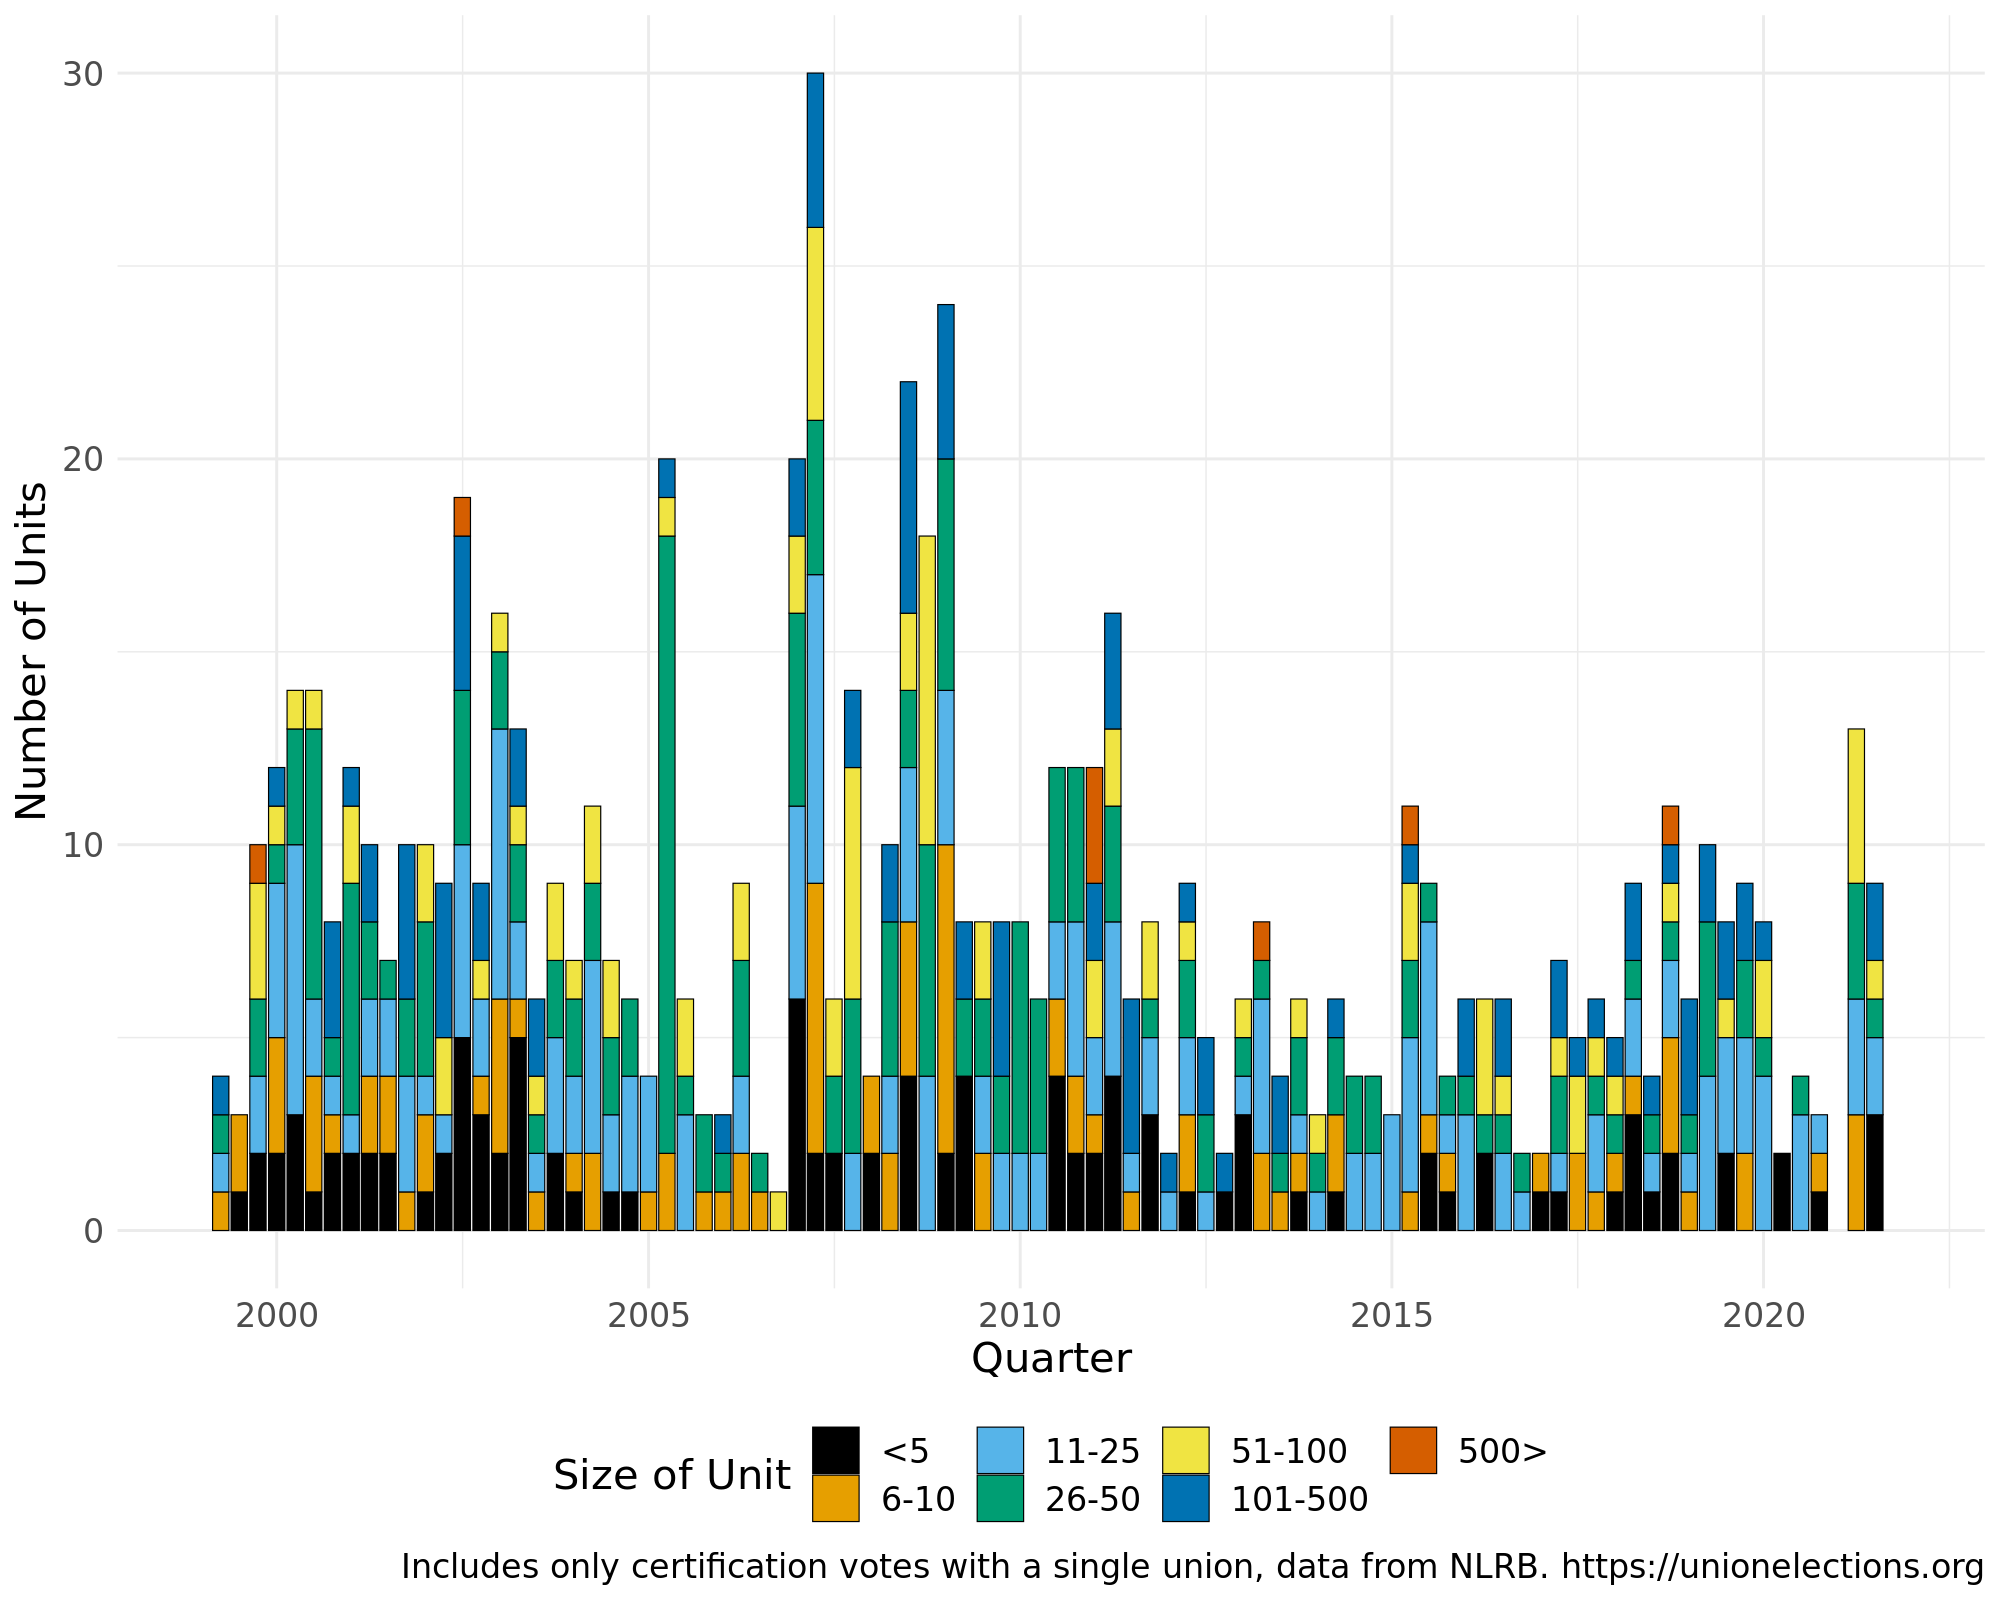 30
20
10
0
Number of Units
2000 2005 2010 2015 2020
Quarter
Size of Unit
<5 11-25 51-100 500>
6-10 26-50 101-500
Includes only certification votes with a single union, data from NLRB. https://unionelections.org